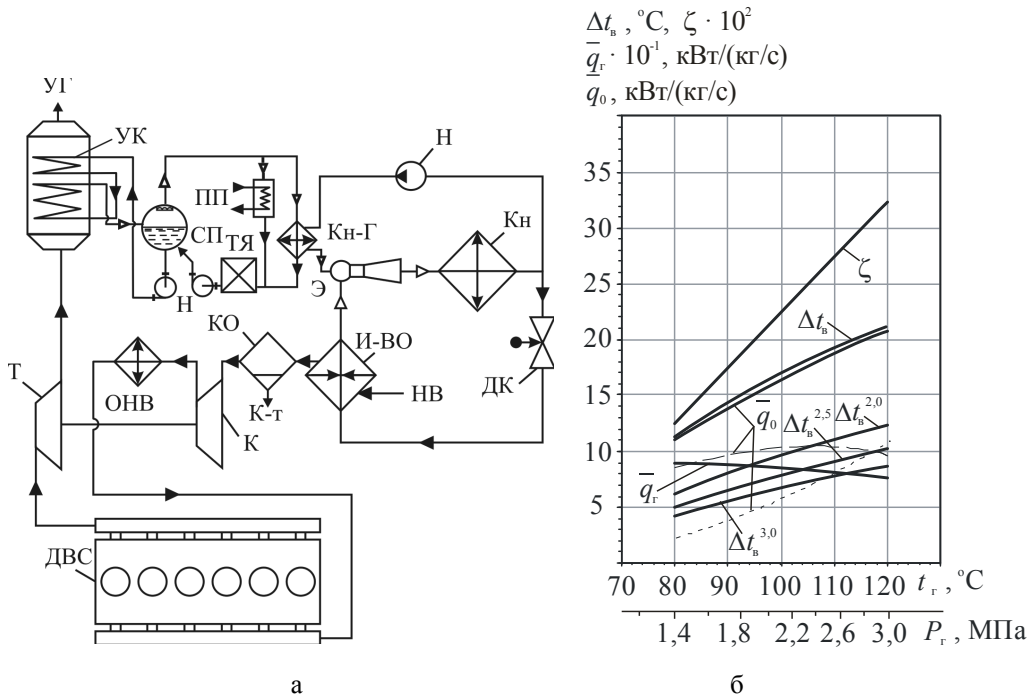 Δtв , °C, ζ · 10²
q̅г · 10⁻¹, кВт/(кг/с)
q̅0, кВт/(кг/с)
УГ
УК
Н
ПП
Кн-Г
Кн
СП
ТЯ
Н
Э
КО
И-ВО
Т
ОНВ
К-т
НВ
ДК
К
ДВС
35
30
25
20
15
10
5
ζ
Δtв
q̅0
Δtв2,5
Δtв2,0
q̅г
Δtв3,0
70 80 90 100 110 120 tг , °C
1,4 1,8 2,2 2,6 3,0 Pг , МПа
а
б